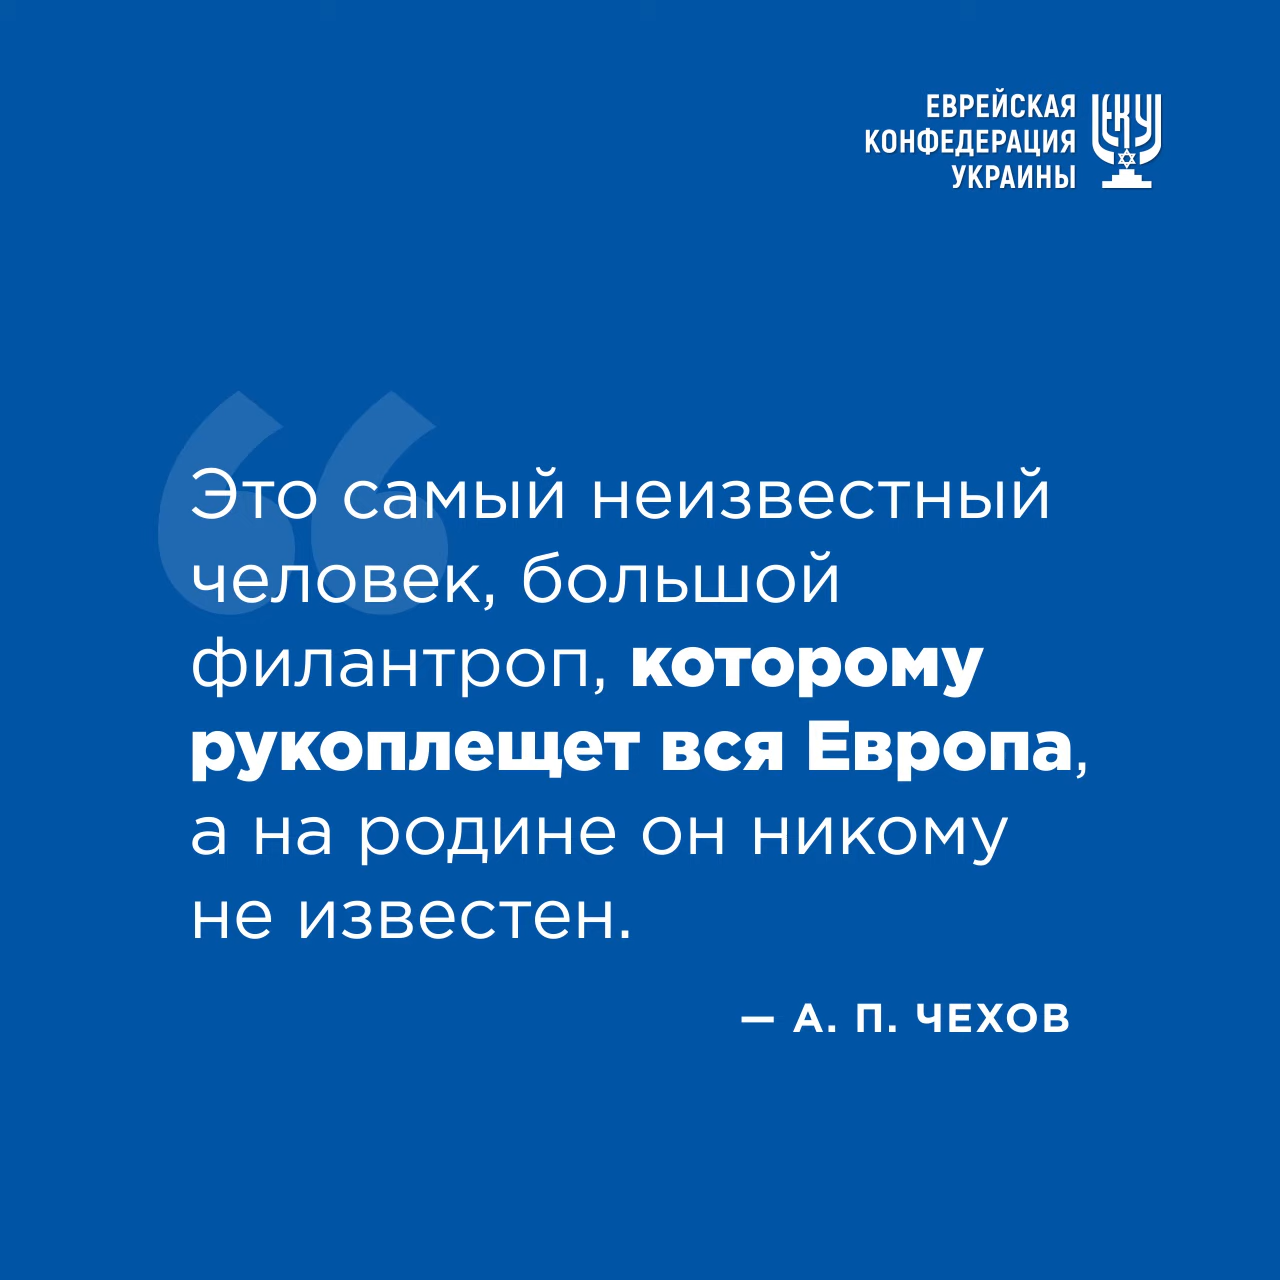 ЕВРЕЙСКАЯ
КОНФЕДЕРАЦИЯ
УКРАИНЫ
ЕКУ
Это самый неизвестный
человек, большой
филантроп, которому
рукоплещет вся Европа,
а на родине он никому
не известен.
— А. П. ЧЕХОВ